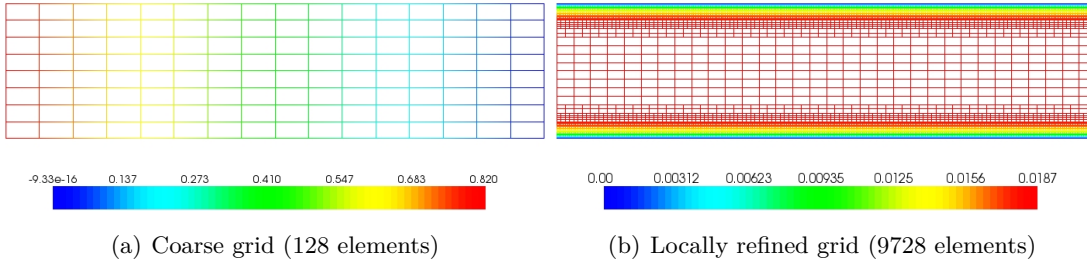 -9.33e-16 0.137 0.273 0.410 0.547 0.683 0.820
0.00 0.00312 0.00623 0.00935 0.0125 0.0156 0.0187
(a) Coarse grid (128 elements)
(b) Locally refined grid (9728 elements)